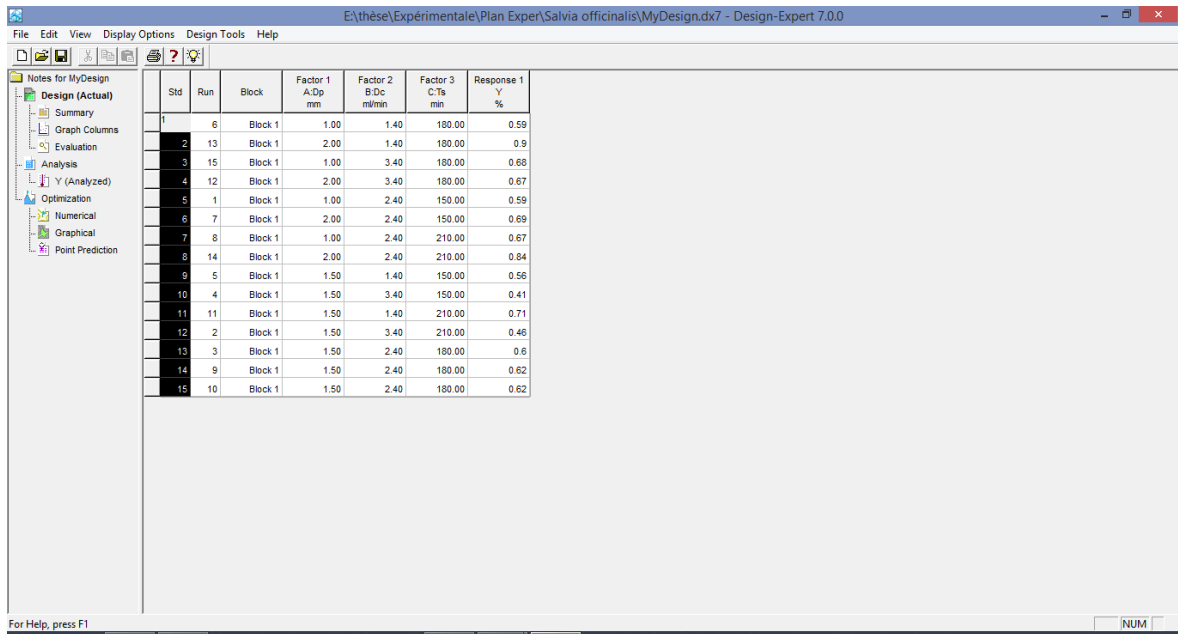 E:\thèse\Expérimentale\Plan Exper\Salvia officinalis\MyDesign.dx7 - Design-Expert 7.0.0
File Edit View Display Options Design Tools Help
Notes for MyDesign
Design (Actual)
Summary
Graph Columns
Evaluation
Analysis
Y (Analyzed)
Optimization
Numerical
Graphical
Point Prediction
Std Run Block Factor 1 A:Dp mm Factor 2 B:Dc ml/min Factor 3 C:Ts min Response 1 Y %
1 6 Block 1 1.00 1.40 180.00 0.59
2 13 Block 1 2.00 1.40 180.00 0.9
3 15 Block 1 1.00 3.40 180.00 0.68
4 12 Block 1 2.00 3.40 180.00 0.67
5 1 Block 1 1.00 2.40 150.00 0.59
6 7 Block 1 2.00 2.40 150.00 0.69
7 8 Block 1 1.00 2.40 210.00 0.67
8 14 Block 1 2.00 2.40 210.00 0.84
9 5 Block 1 1.50 1.40 150.00 0.56
10 4 Block 1 1.50 3.40 150.00 0.41
11 11 Block 1 1.50 1.40 210.00 0.71
12 2 Block 1 1.50 3.40 210.00 0.46
13 3 Block 1 1.50 2.40 180.00 0.6
14 9 Block 1 1.50 2.40 180.00 0.62
15 10 Block 1 1.50 2.40 180.00 0.62
For Help, press F1
NUM